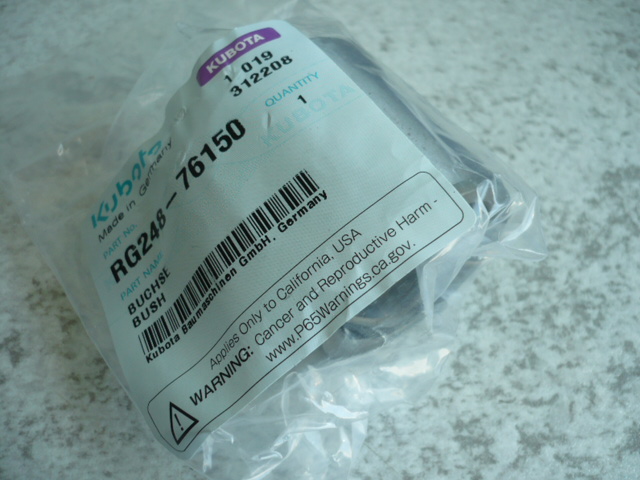 KUBOTA
1 019
312208
Kubota
Made in Germany
QUANTITY
1
KUBOTA
PART No.
RG248-76150
PART NAME
BUCHSE
BUSH
Kubota Baumaschinen GmbH. Germany
Applies Only to California, USA
WARNING: Cancer and Reproductive Harm -
www.P65Warnings.ca.gov.